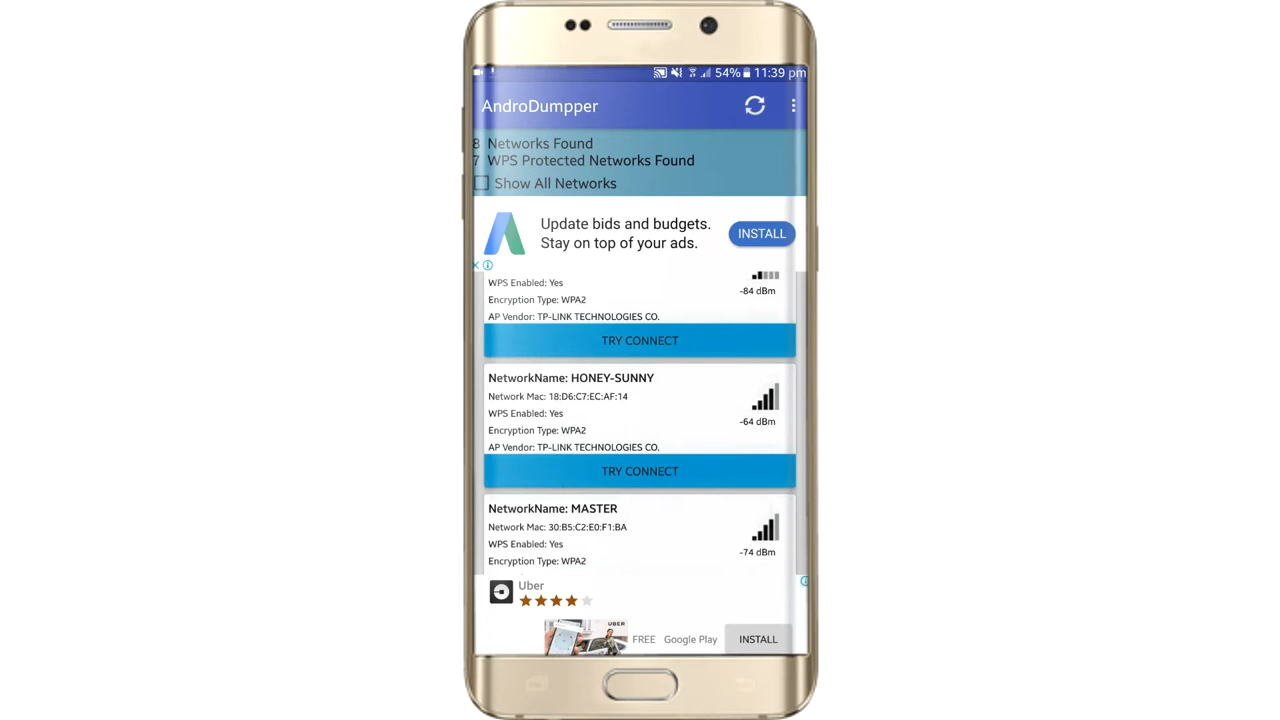 54% 11:39 pm
AndroDumpper
8 Networks Found
7 WPS Protected Networks Found
Show All Networks
Update bids and budgets.
Stay on top of your ads.
INSTALL
WPS Enabled: Yes
-84 dBm
Encryption Type: WPA2
AP Vendor: TP-LINK TECHNOLOGIES CO.
TRY CONNECT
NetworkName: HONEY-SUNNY
Network Mac: 18:D6:C7:EC:AF:14
WPS Enabled: Yes
-64 dBm
Encryption Type: WPA2
AP Vendor: TP-LINK TECHNOLOGIES CO.
TRY CONNECT
NetworkName: MASTER
Network Mac: 30:B5:C2:E0:F1:BA
WPS Enabled: Yes
-74 dBm
Encryption Type: WPA2
Uber
UBER
FREE Google Play INSTALL